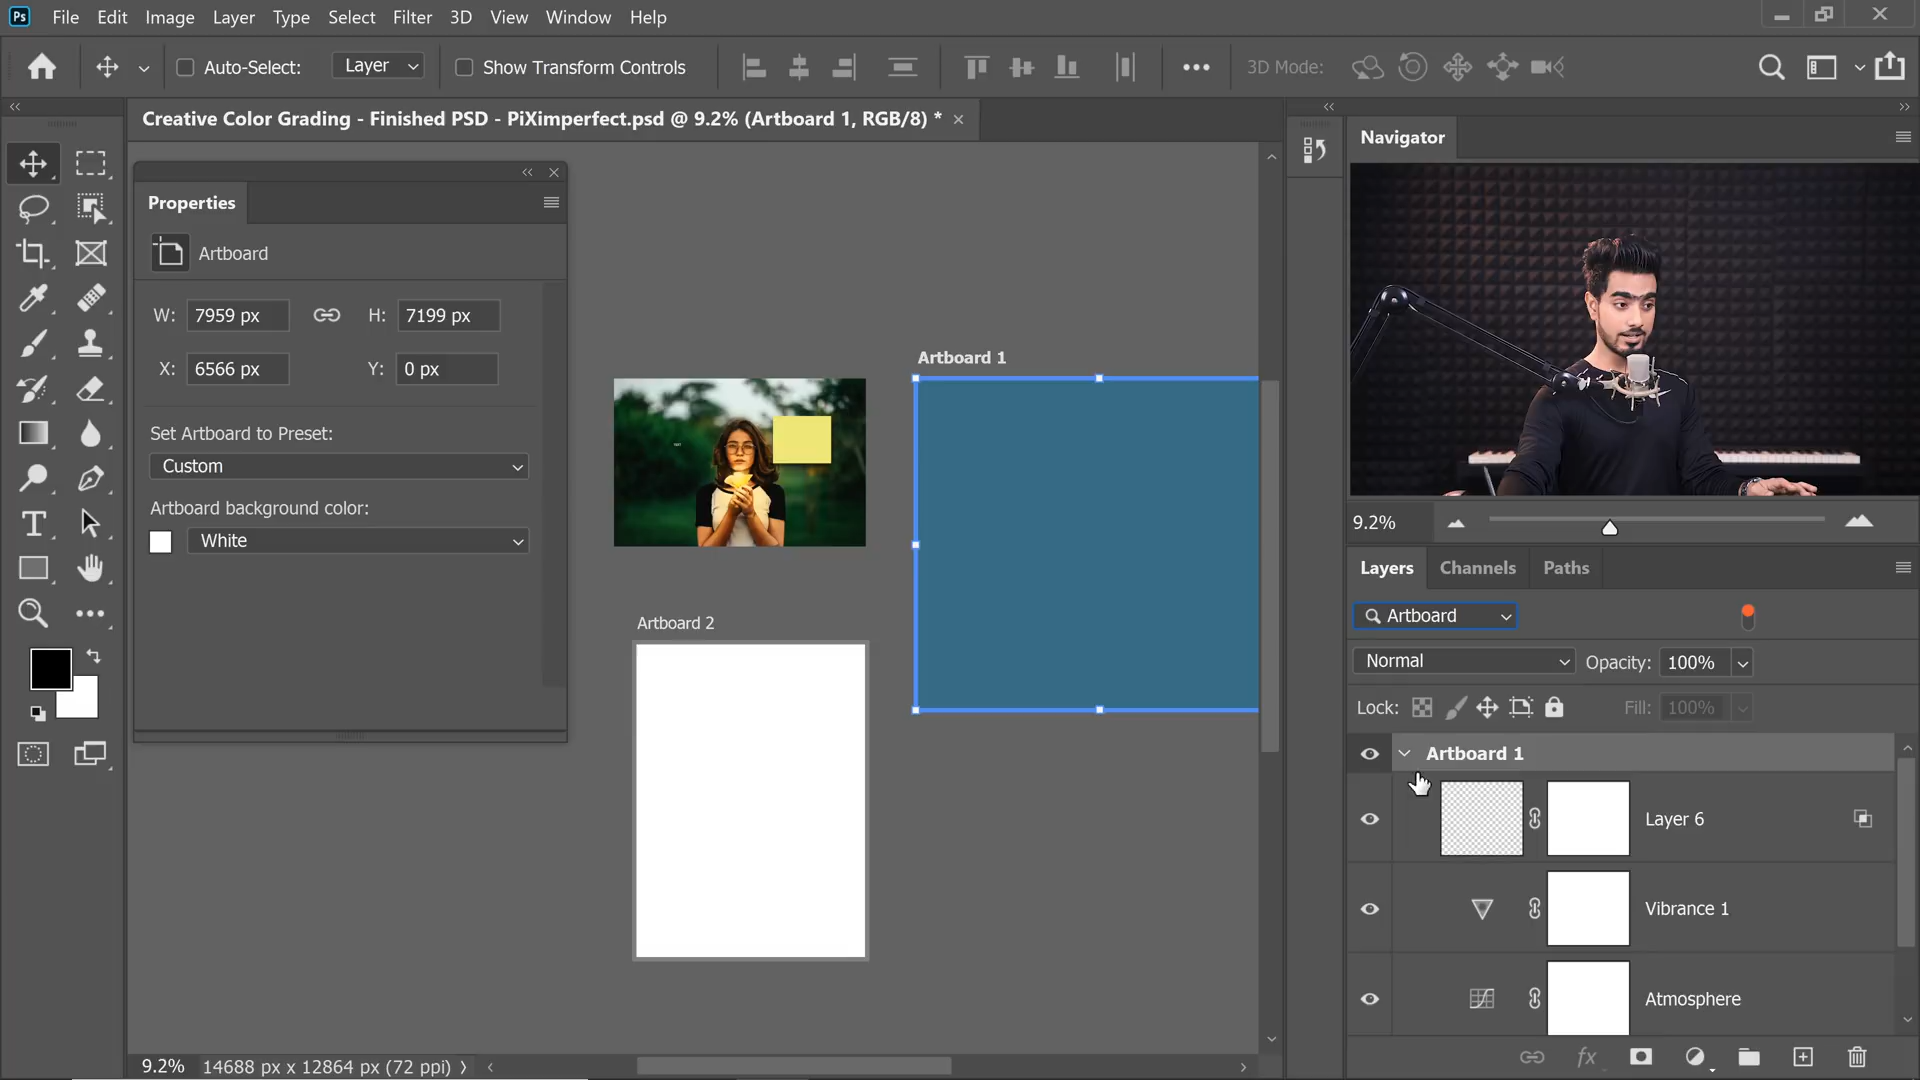 Ps File Edit Image Layer Type Select Filter 3D View Window Help
Auto-Select: Layer Show Transform Controls 3D Mode:
Creative Color Grading - Finished PSD - PiXimperfect.psd @ 9.2% (Artboard 1, RGB/8) *
Navigator
Properties
Artboard
W: 7959 px H: 7199 px
X: 6566 px Y: 0 px
Set Artboard to Preset:
Custom
Artboard background color:
White
Artboard 1
Artboard 2
9.2%
Layers Channels Paths
Artboard
Normal Opacity: 100%
Lock: Fill: 100%
Artboard 1
Layer 6
Vibrance 1
Atmosphere
fx
9.2% 14688 px x 12864 px (72 ppi)